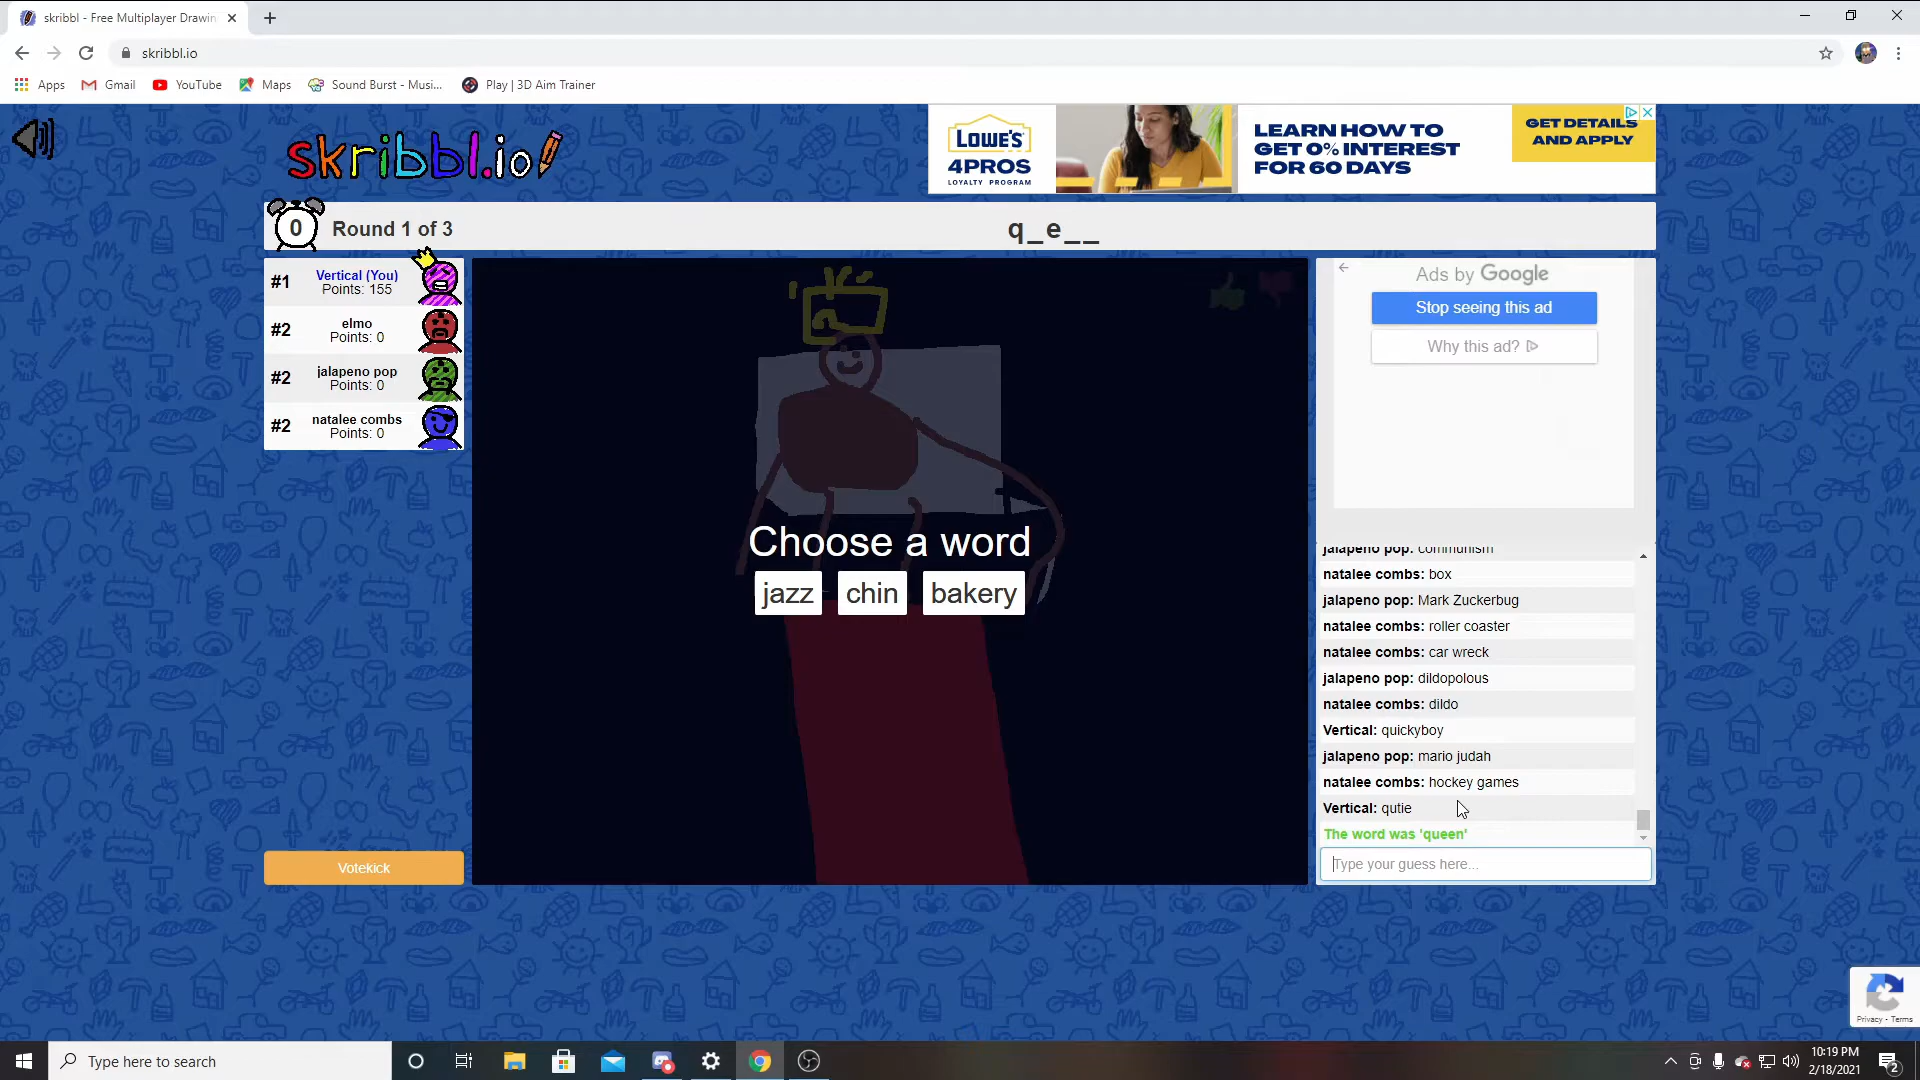 skribbl - Free Multiplayer Drawin
skribbl.io
Apps
Gmail
YouTube
Maps
Sound Burst - Musi...
Play | 3D Aim Trainer
skribbl.io
LOWE'S
4PROS
LOYALTY PROGRAM
LEARN HOW TO
GET 0% INTEREST
FOR 60 DAYS
GET DETAILS
AND APPLY
0
Round 1 of 3
q_e__
#1
Vertical (You)
Points: 155
#2
elmo
Points: 0
#2
jalapeno pop
Points: 0
#2
natalee combs
Points: 0
Votekick
Choose a word
jazz
chin
bakery
Ads by Google
Stop seeing this ad
Why this ad?
jalapeno pop: communism
natalee combs: box
jalapeno pop: Mark Zuckerbug
natalee combs: roller coaster
natalee combs: car wreck
jalapeno pop: dildopolous
natalee combs: dildo
Vertical: quickyboy
jalapeno pop: mario judah
natalee combs: hockey games
Vertical: qutie
The word was 'queen'
Type your guess here...
Privacy - Terms
Type here to search
10:19 PM
2/18/2021
2